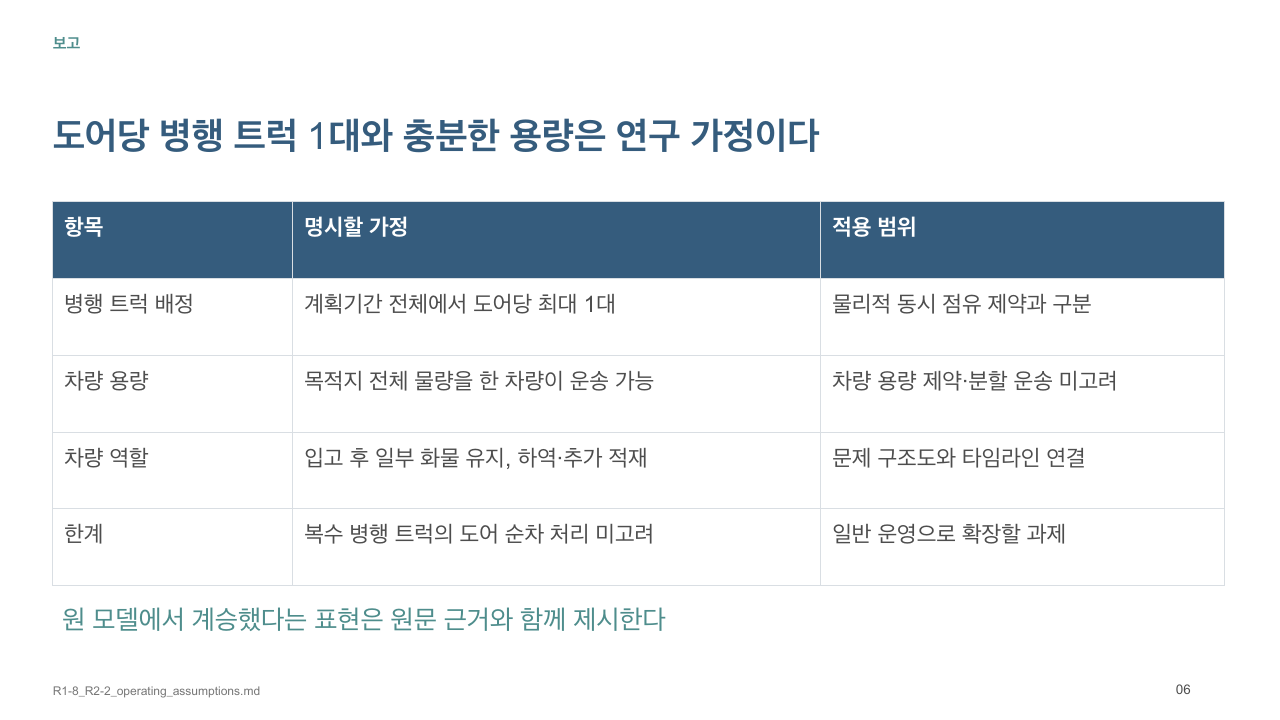 보고
도어당 병행 트럭 1대와 충분한 용량은 연구 가정이다
항목 명시할 가정 적용 범위
병행 트럭 배정 계획기간 전체에서 도어당 최대 1대 물리적 동시 점유 제약과 구분
차량 용량 목적지 전체 물량을 한 차량이 운송 가능 차량 용량 제약·분할 운송 미고려
차량 역할 입고 후 일부 화물 유지, 하역·추가 적재 문제 구조도와 타임라인 연결
한계 복수 병행 트럭의 도어 순차 처리 미고려 일반 운영으로 확장할 과제
원 모델에서 계승했다는 표현은 원문 근거와 함께 제시한다
R1-8_R2-2_operating_assumptions.md 06